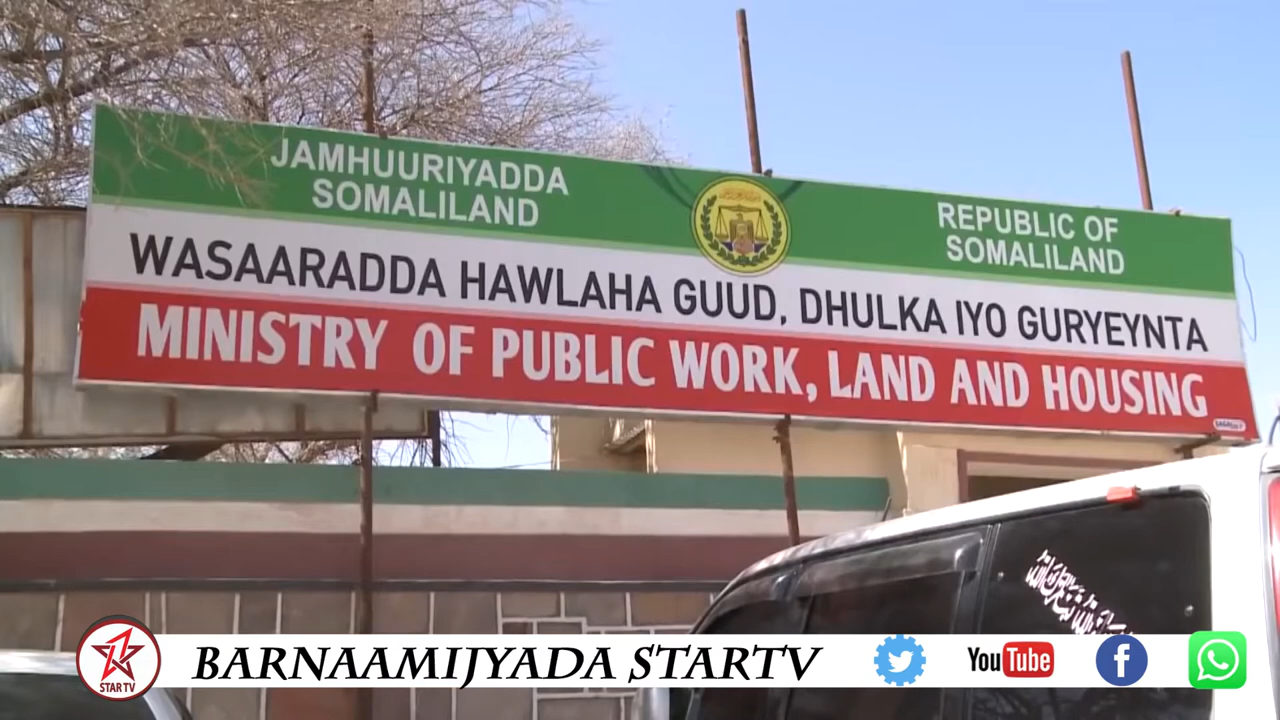 JAMHUURIYADDA
SOMALILAND
REPUBLIC OF
SOMALILAND
WASAARADDA HAWLAHA GUUD, DHULKA IYO GURYEYNTA
MINISTRY OF PUBLIC WORK, LAND AND HOUSING
STAR TV
BARNAAMIJYADA STARTV
YouTube